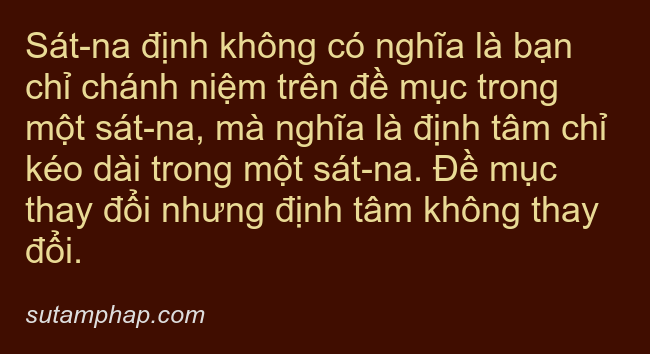 Sát-na định không có nghĩa là bạn
chỉ chánh niệm trên đề mục trong
một sát-na, mà nghĩa là định tâm chỉ
kéo dài trong một sát-na. Đề mục
thay đổi nhưng định tâm không thay
đổi.
sutamphap.com